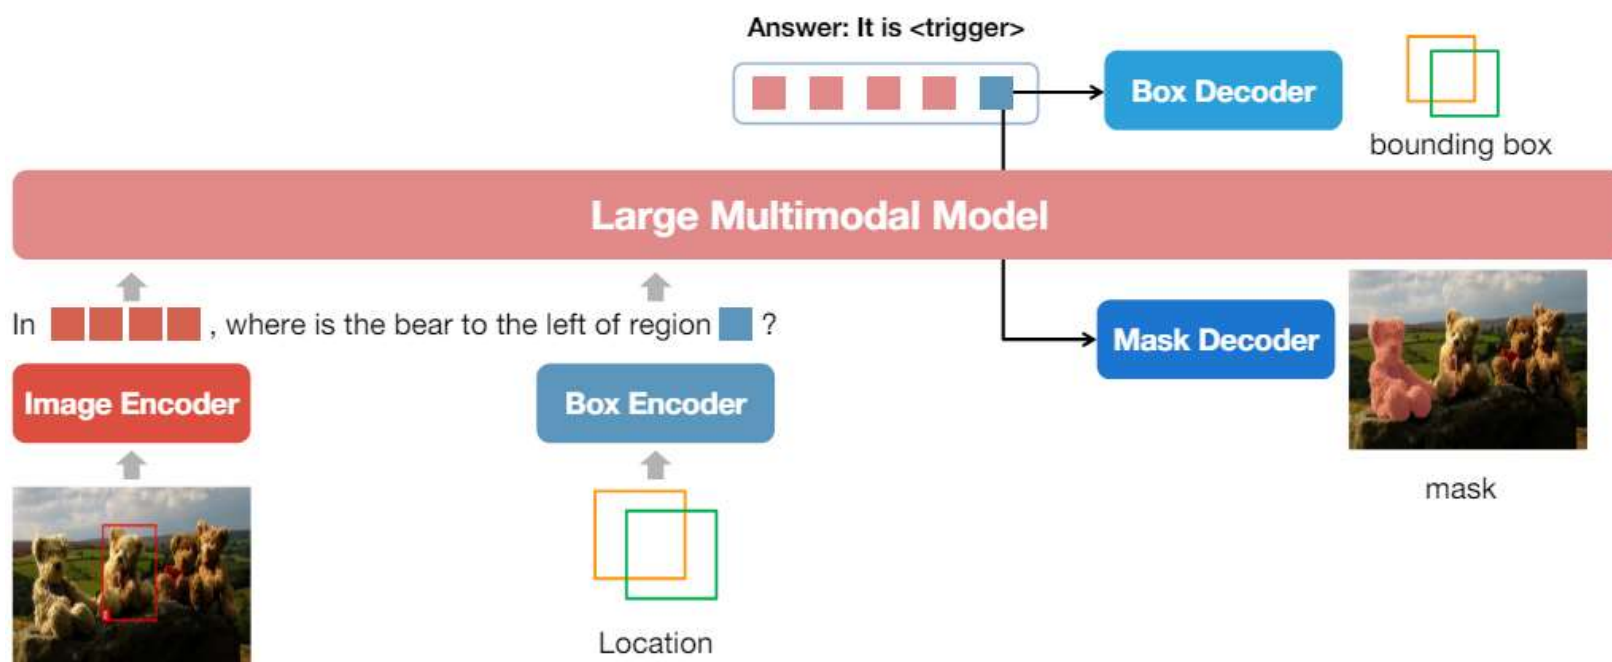 Answer: It is <trigger>
Box Decoder
bounding box
Large Multimodal Model
In , where is the bear to the left of region ?
Mask Decoder
Image Encoder
Box Encoder
mask
Location